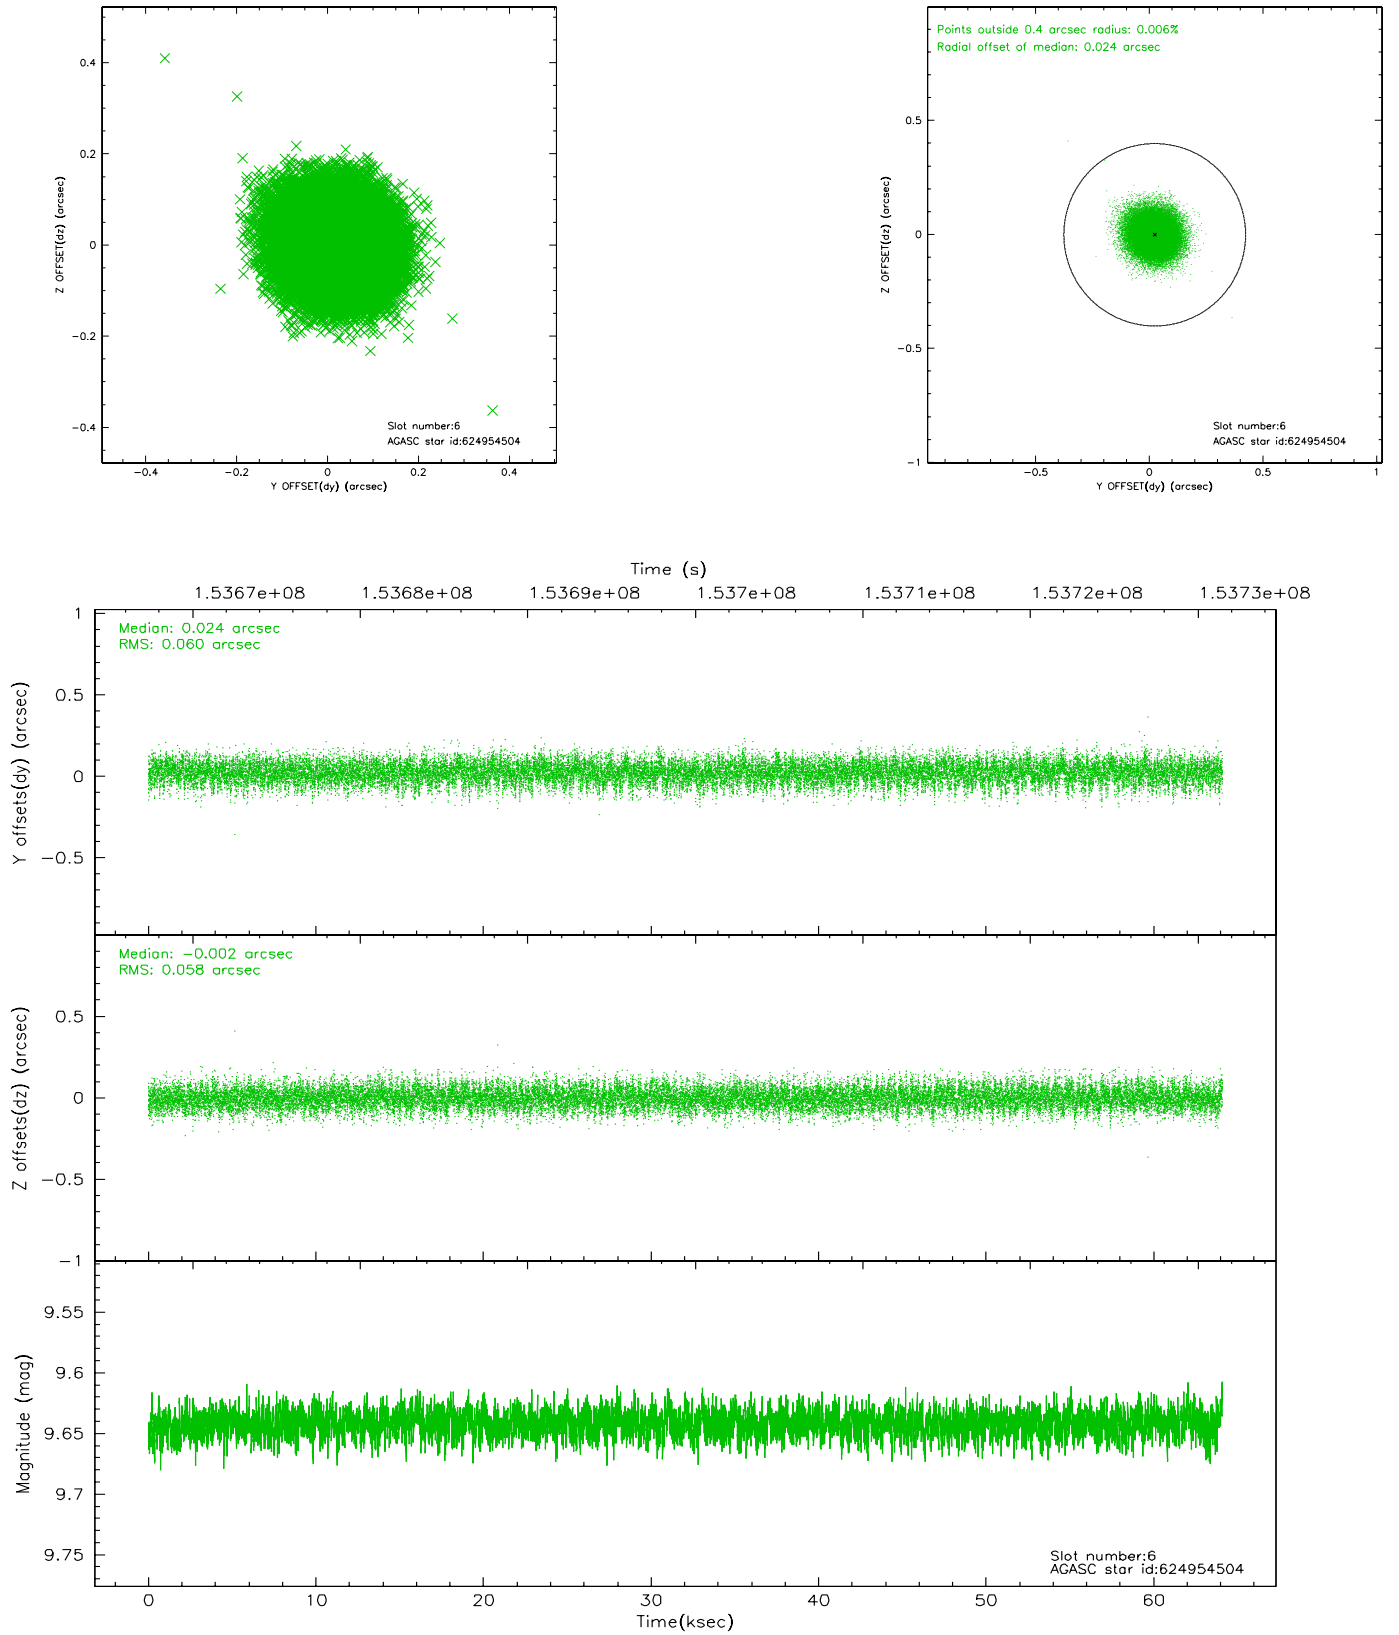 0.4
0.2
0
−0.2
−0.4
Z OFFSET(dz) (arcsec)
Slot number:6
AGASC star id:624954504
−0.4 −0.2 0 0.2 0.4
Y OFFSET(dy) (arcsec)
Points outside 0.4 arcsec radius: 0.006%
Radial offset of median: 0.024 arcsec
0.5
0
−0.5
−1
Z OFFSET(dz) (arcsec)
Slot number:6
AGASC star id:624954504
−0.5 0 0.5 1
Y OFFSET(dy) (arcsec)
Time (s)
1.5367e+08 1.5368e+08 1.5369e+08 1.537e+08 1.5371e+08 1.5372e+08 1.5373e+08
1
0.5
0
−0.5
Y offsets(dy) (arcsec)
Median: 0.024 arcsec
RMS: 0.060 arcsec
0.5
0
−0.5
−1
Z offsets(dz) (arcsec)
Median: −0.002 arcsec
RMS: 0.058 arcsec
9.55
9.6
9.65
9.7
9.75
Magnitude (mag)
Slot number:6
AGASC star id:624954504
0 10 20 30 40 50 60
Time(ksec)